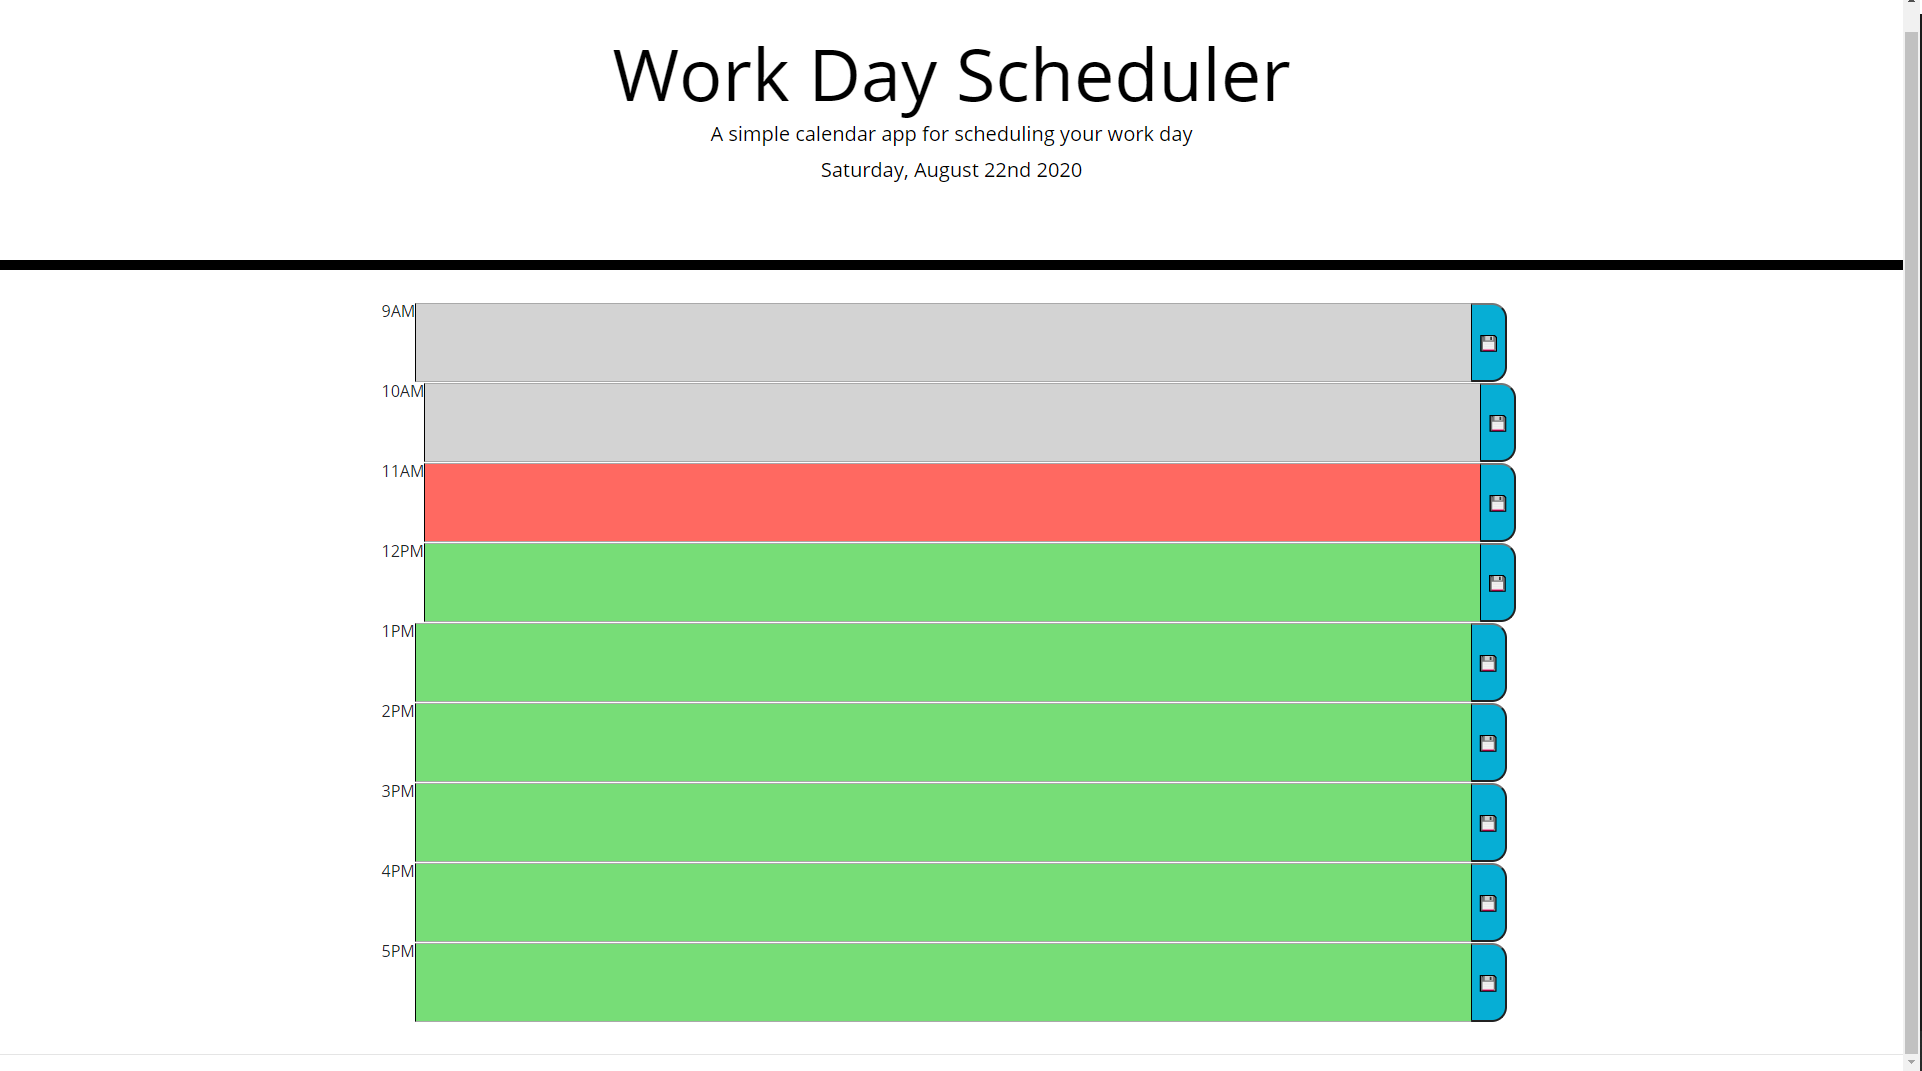 Work Day Scheduler
A simple calendar app for scheduling your work day
Saturday, August 22nd 2020
9AM
10AM
11AM
12PM
1PM
2PM
3PM
4PM
5PM